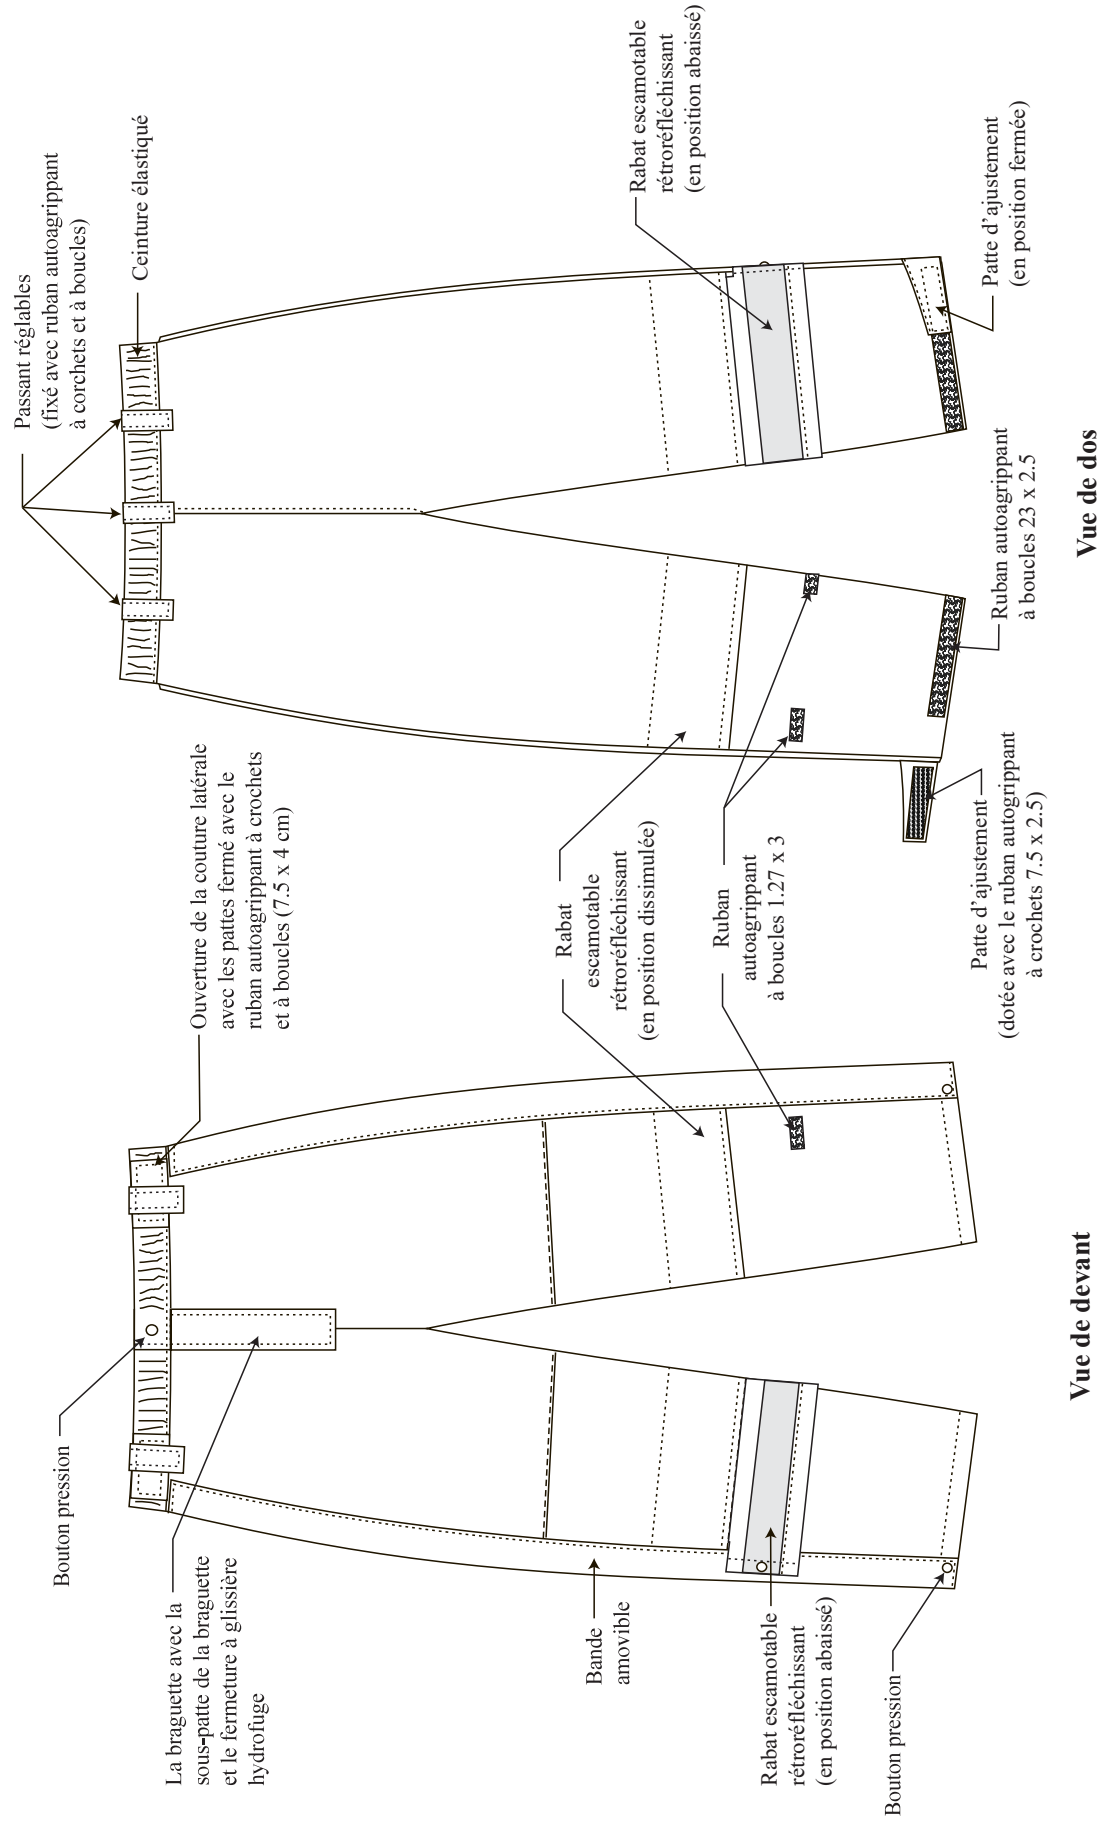 Bouton pression
La braguette avec la
sous-patte de la braguette
et le fermeture à glissière
hydrofuge
Ouverture de la couture latérale
avec les pattes fermé avec le
ruban autoagrippant à crochets
et à boucles (7.5 x 4 cm)
Bande
amovible
Rabat escamotable
rétroréfléchissant
(en position abaissé)
Bouton pression
Vue de devant
Rabat
escamotable
rétroréfléchissant
(en position dissimulée)
Ruban
autoagrippant
à boucles 1.27 x 3
Passant réglables
(fixé avec ruban autoagrippant
à corchets et à boucles)
Ceinture élastiqué
Rabat escamotable
rétroréfléchissant
(en position abaissé)
Patte d'ajustement
(en position fermée)
Ruban autoagrippant
à boucles 23 x 2.5
Patte d'ajustement
(dotée avec le ruban autogrippant
à crochets 7.5 x 2.5)
Vue de dos